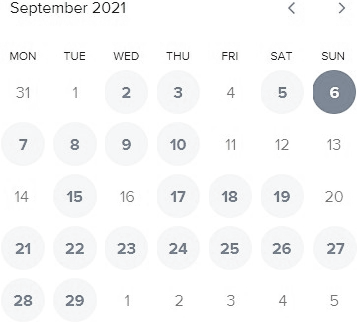 September 2021
MON TUE WED THU FRI SAT SUN
31 1 2 3 4 5 6
7 8 9 10 11 12 13
14 15 16 17 18 19 20
21 22 23 24 25 26 27
28 29 1 2 3 4 5